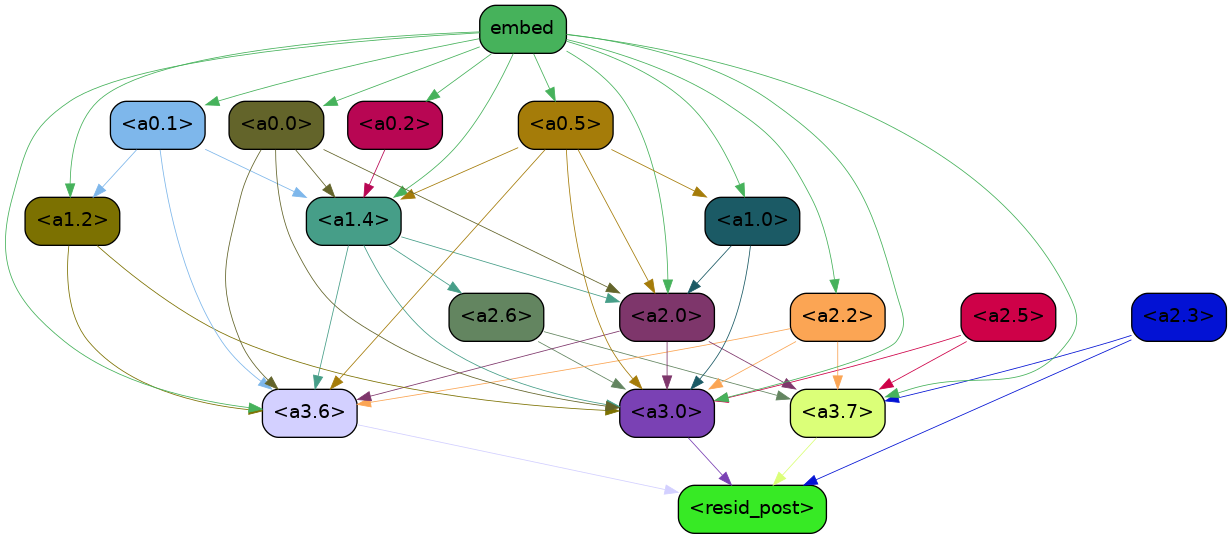 embed
<a0.1>
<a0.0>
<a0.2>
<a0.5>
<a1.2>
<a1.4>
<a1.0>
<a2.6>
<a2.0>
<a2.2>
<a2.5>
<a2.3>
<a3.6>
<a3.0>
<a3.7>
<resid_post>